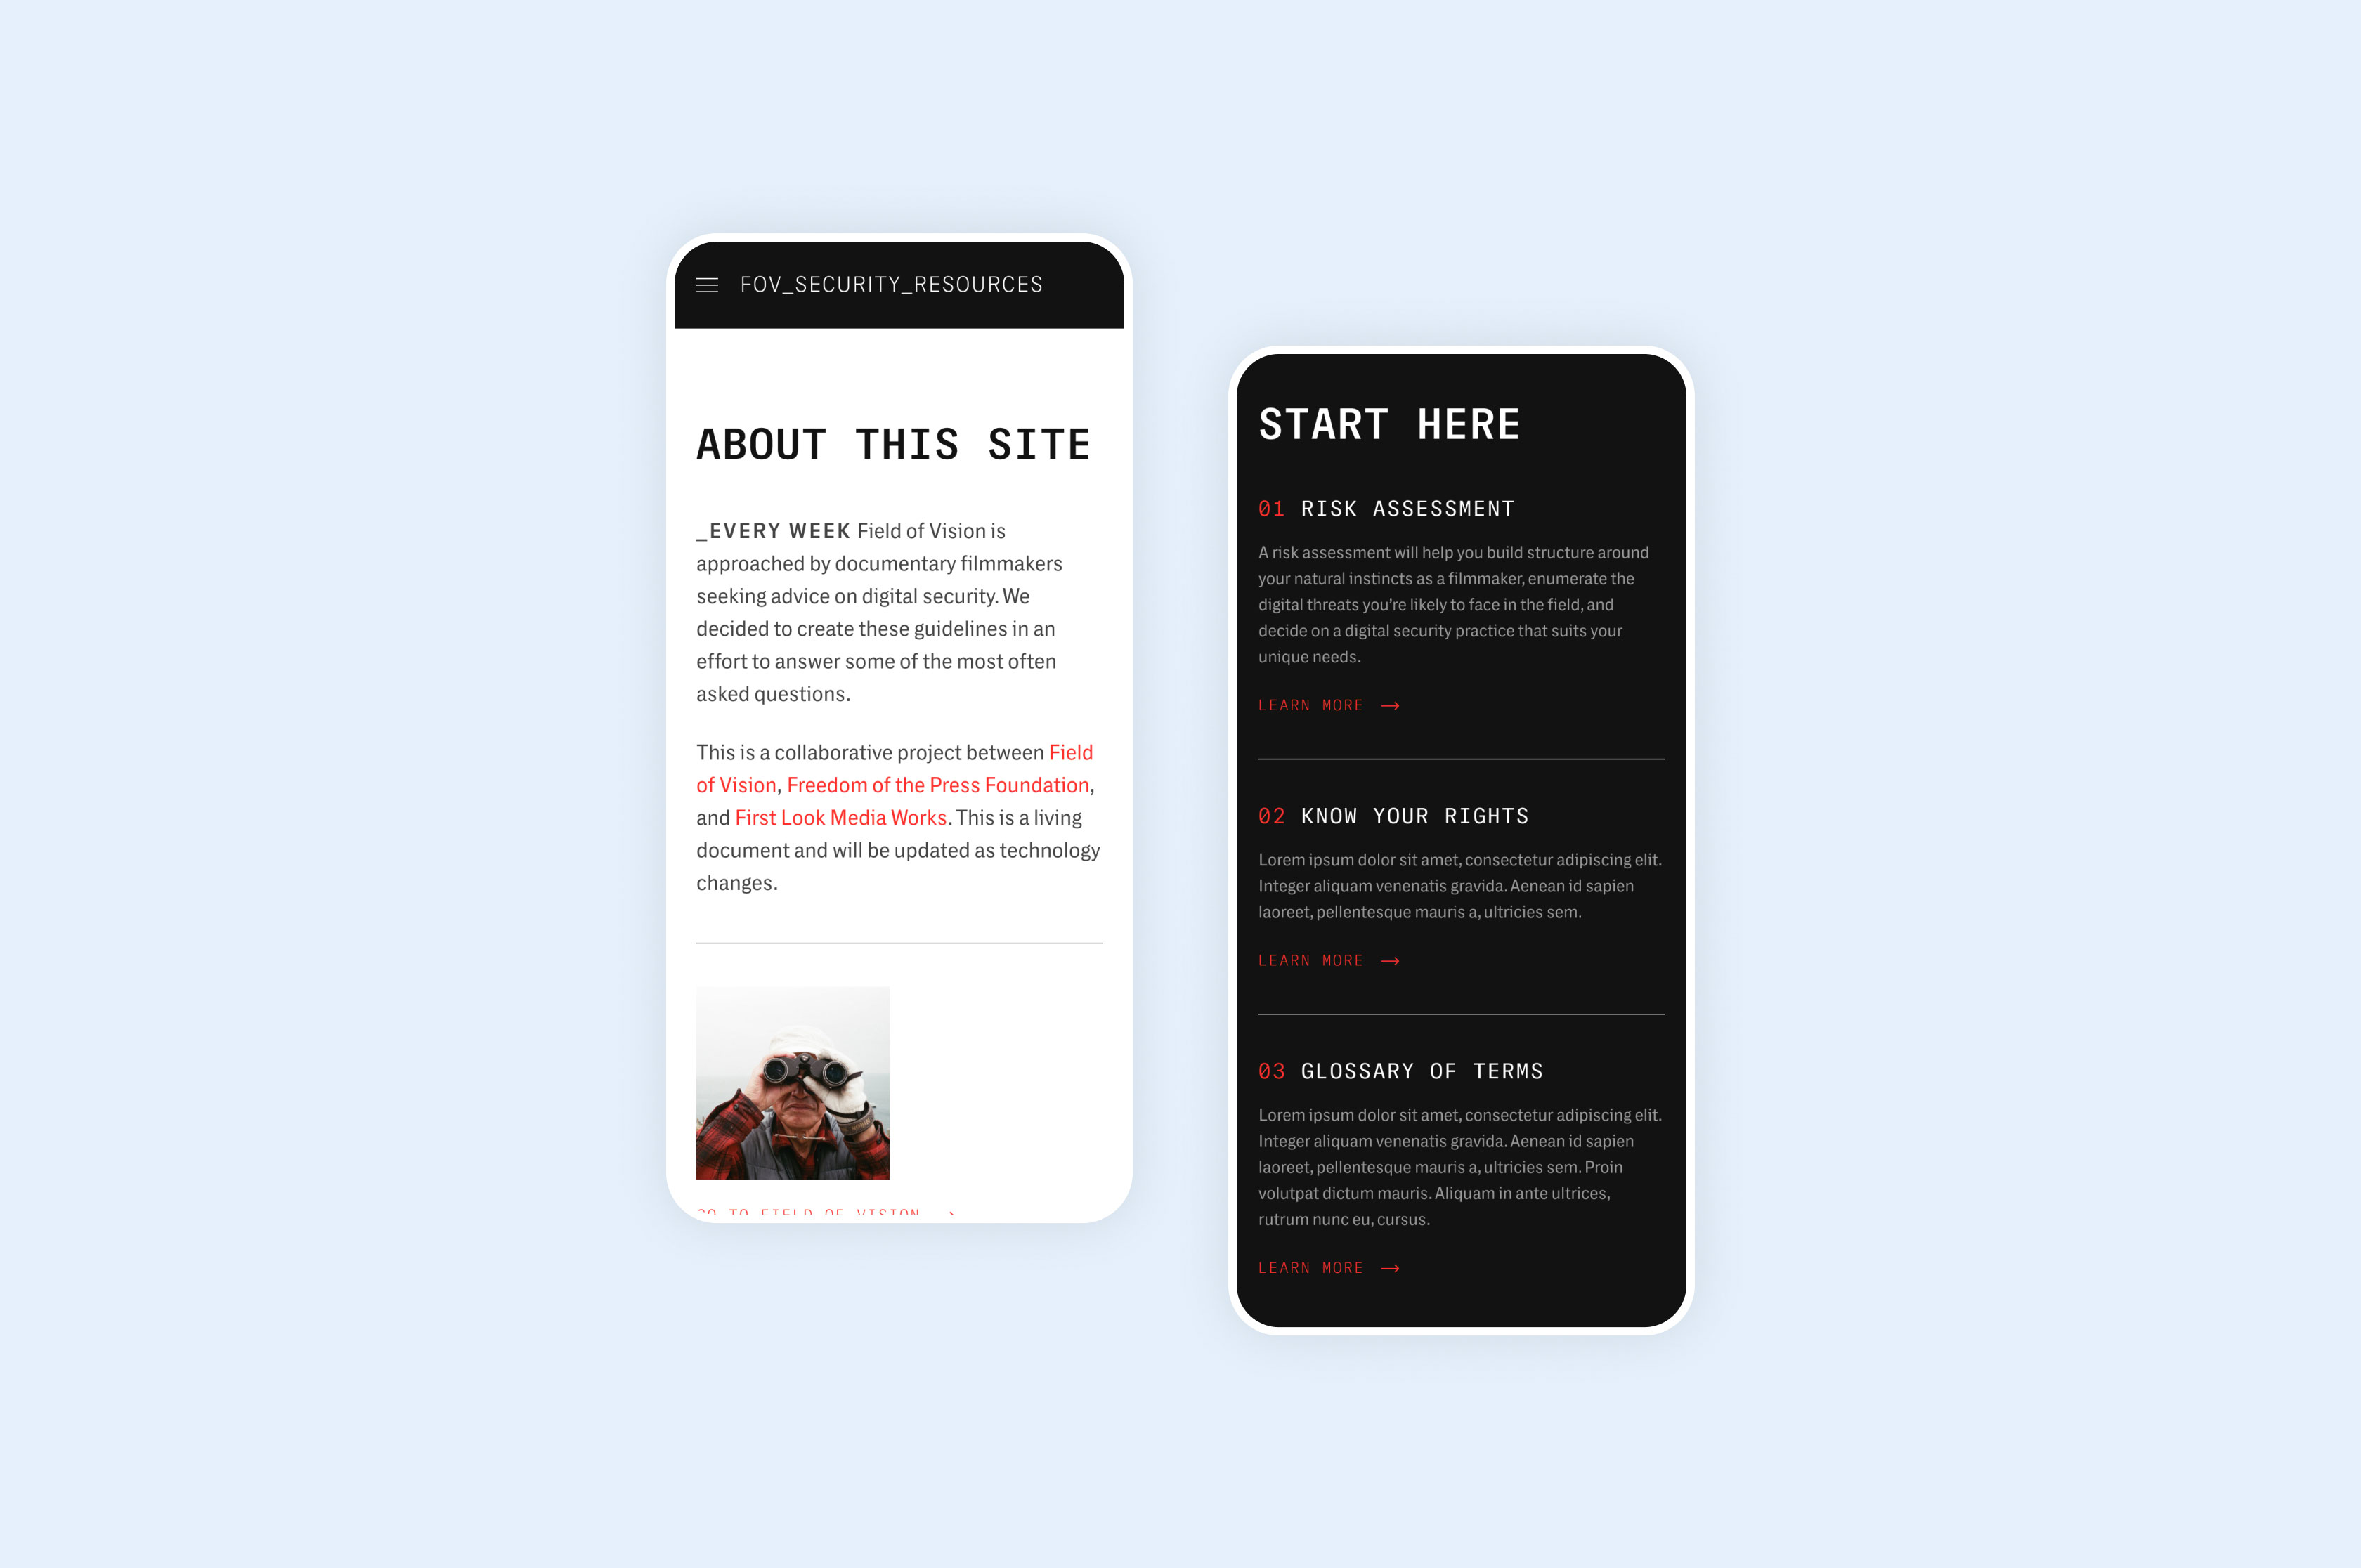 FOV_SECURITY_RESOURCES
ABOUT THIS SITE
_EVERY WEEK Field of Vision is
approached by documentary filmmakers
seeking advice on digital security. We
decided to create these guidelines in an
effort to answer some of the most often
asked questions.
This is a collaborative project between Field
of Vision, Freedom of the Press Foundation,
and First Look Media Works. This is a living
document and will be updated as technology
changes.
GO TO FIELD OF VISION →
START HERE
01 RISK ASSESSMENT
A risk assessment will help you build structure around
your natural instincts as a filmmaker, enumerate the
digital threats you’re likely to face in the field, and
decide on a digital security practice that suits your
unique needs.
LEARN MORE →
02 KNOW YOUR RIGHTS
Lorem ipsum dolor sit amet, consectetur adipiscing elit.
Integer aliquam venenatis gravida. Aenean id sapien
laoreet, pellentesque mauris a, ultricies sem.
LEARN MORE →
03 GLOSSARY OF TERMS
Lorem ipsum dolor sit amet, consectetur adipiscing elit.
Integer aliquam venenatis gravida. Aenean id sapien
laoreet, pellentesque mauris a, ultricies sem. Proin
volutpat dictum mauris. Aliquam in ante ultrices,
rutrum nunc eu, cursus.
LEARN MORE →